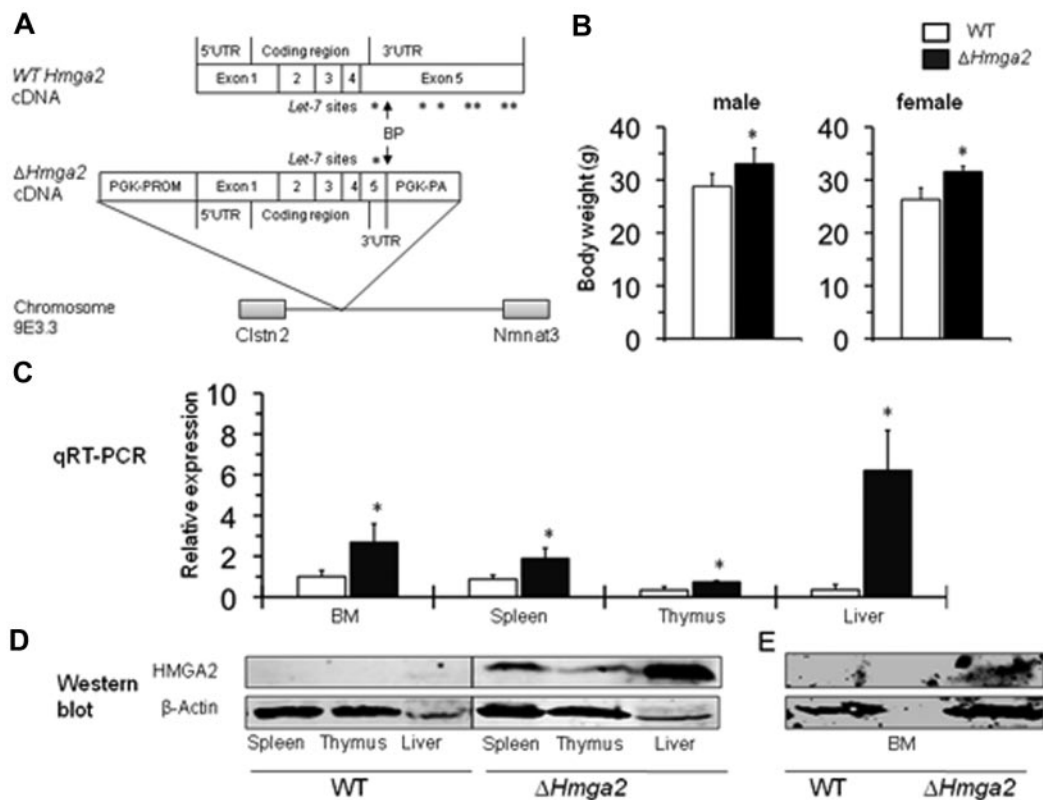 A
5'UTR Coding region 3'UTR
WT Hmga2 cDNA
Exon 1 2 3 4 Exon 5
Let-7 sites * * * ** **
BP
Let-7 sites *
ΔHmga2 cDNA
PGK-PROM Exon 1 2 3 4 5 PGK-PA
5'UTR Coding region
3'UTR
Chromosome 9E3.3
Clstn2 Nmnat3
B
WT
ΔHmga2
male
female
Body weight (g)
40
30
20
10
0
*
40
30
20
10
0
*
C
qRT-PCR
Relative expression
10
8
6
4
2
0
* * * *
BM Spleen Thymus Liver
D
Western blot
HMGA2
β-Actin
Spleen Thymus Liver Spleen Thymus Liver
WT ΔHmga2
E
BM
WT ΔHmga2